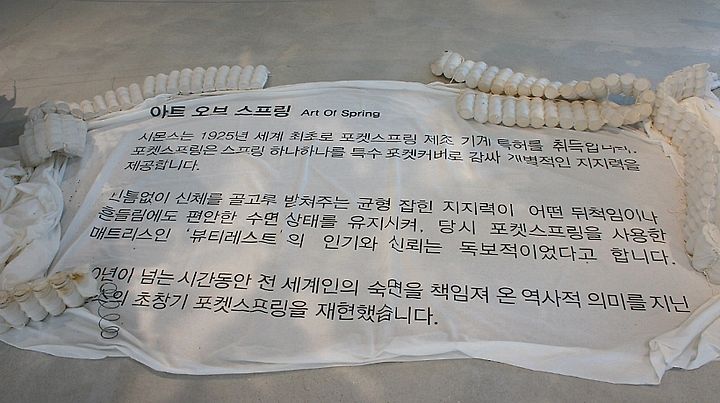 아트 오브 스프링 Art Of Spring
시몬스는 1925년 세계 최초로 포켓스프링 제조 기계 특허를 취득합니다.
포켓스프링은 스프링 하나하나를 특수 포켓커버로 감싸 개별적인 지지력을
제공합니다.
빈틈없이 신체를 골고루 받쳐주는 균형 잡힌 지지력이 어떤 뒤척임이나
흔들림에도 편안한 수면 상태를 유지시켜, 당시 포켓스프링을 사용한
매트리스인 '뷰티레스트'의 인기와 신뢰는 독보적이었다고 합니다.
넘는 시간동안 전 세계인의 숙면을 책임져 온 역사적 의미를 지닌
초창기 포켓스프링을 재현했습니다.